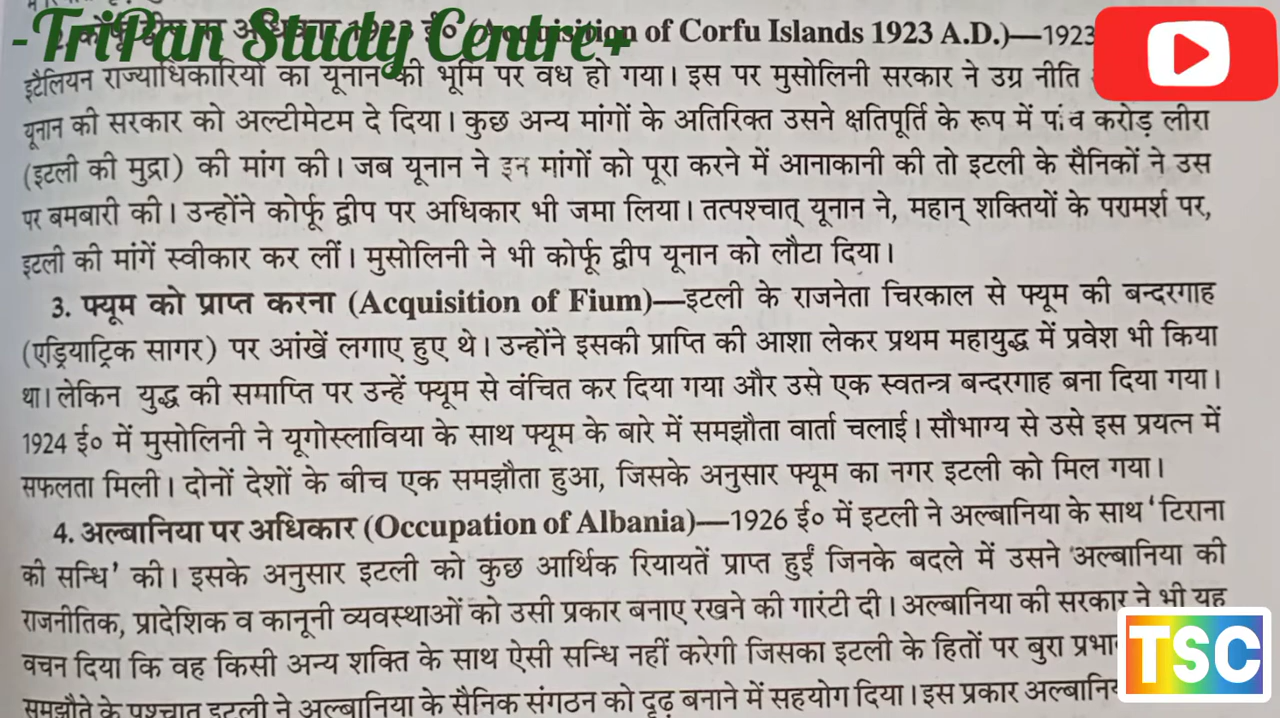 -TriPan Study Centre+
अधिकार 1923 ई० (Acquisition of Corfu Islands 1923 A.D.)—1923
इटैलियन राज्याधिकारियों का यूनान की भूमि पर वध हो गया। इस पर मुसोलिनी सरकार ने उग्र नीति
यूनान की सरकार को अल्टीमेटम दे दिया। कुछ अन्य मांगों के अतिरिक्त उसने क्षतिपूर्ति के रूप में पांच करोड़ लीरा
(इटली की मुद्रा) की मांग की। जब यूनान ने इन मांगों को पूरा करने में आनाकानी की तो इटली के सैनिकों ने उस
पर बमबारी की। उन्होंने कोर्फू द्वीप पर अधिकार भी जमा लिया। तत्पश्चात् यूनान ने, महान् शक्तियों के परामर्श पर,
इटली की मांगें स्वीकार कर लीं। मुसोलिनी ने भी कोर्फू द्वीप यूनान को लौटा दिया।
3. फ्यूम को प्राप्त करना (Acquisition of Fium)—इटली के राजनेता चिरकाल से फ्यूम की बन्दरगाह
(एड्रियाट्रिक सागर) पर आंखें लगाए हुए थे। उन्होंने इसकी प्राप्ति की आशा लेकर प्रथम महायुद्ध में प्रवेश भी किया
था। लेकिन युद्ध की समाप्ति पर उन्हें फ्यूम से वंचित कर दिया गया और उसे एक स्वतन्त्र बन्दरगाह बना दिया गया।
1924 ई० में मुसोलिनी ने यूगोस्लाविया के साथ फ्यूम के बारे में समझौता वार्ता चलाई। सौभाग्य से उसे इस प्रयत्न में
सफलता मिली। दोनों देशों के बीच एक समझौता हुआ, जिसके अनुसार फ्यूम का नगर इटली को मिल गया।
4. अल्बानिया पर अधिकार (Occupation of Albania)—1926 ई० में इटली ने अल्बानिया के साथ ‘टिराना
की सन्धि’ की। इसके अनुसार इटली को कुछ आर्थिक रियायतें प्राप्त हुईं जिनके बदले में उसने अल्बानिया की
राजनीतिक, प्रादेशिक व कानूनी व्यवस्थाओं को उसी प्रकार बनाए रखने की गारंटी दी। अल्बानिया की सरकार ने भी यह
वचन दिया कि वह किसी अन्य शक्ति के साथ ऐसी सन्धि नहीं करेगी जिसका इटली के हितों पर बुरा
समझौते के पश्चात् इटली ने अल्बानिया के सैनिक संगठन को दृढ़ बनाने में सहयोग दिया। इस प्रकार
TSC